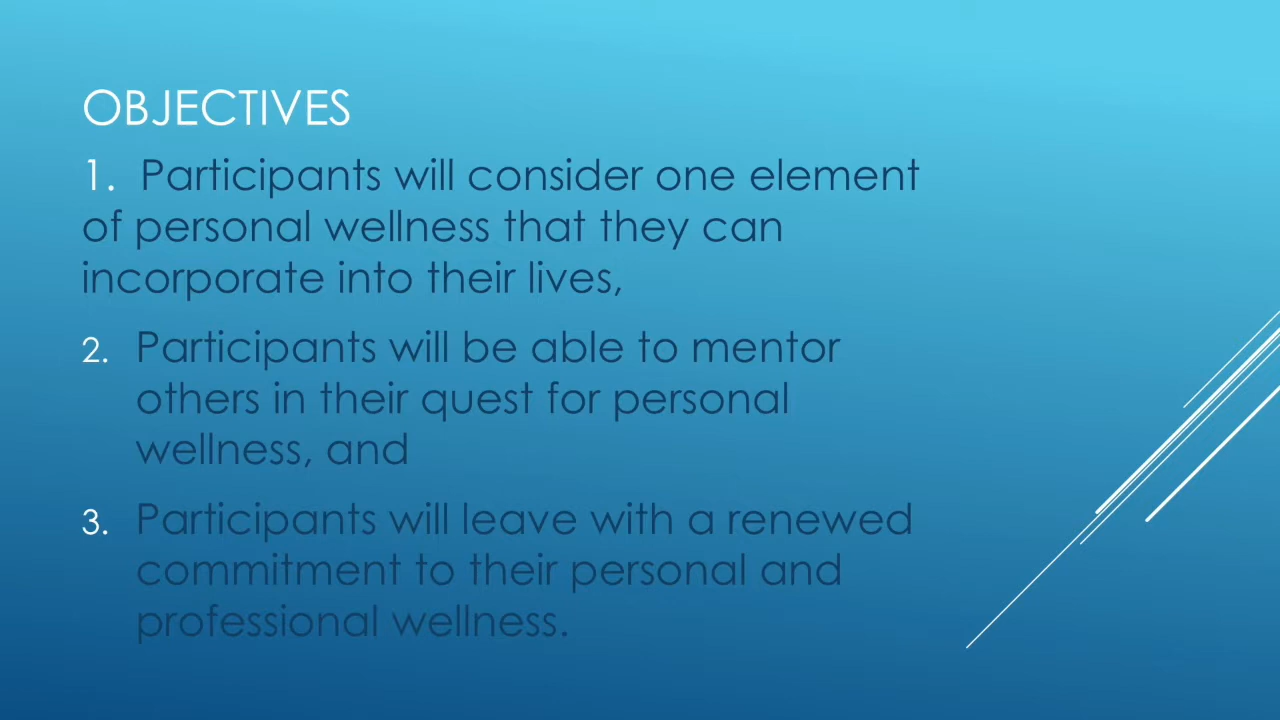 OBJECTIVES
1. Participants will consider one element
of personal wellness that they can
incorporate into their lives,
2. Participants will be able to mentor
others in their quest for personal
wellness, and
3. Participants will leave with a renewed
commitment to their personal and
professional wellness.